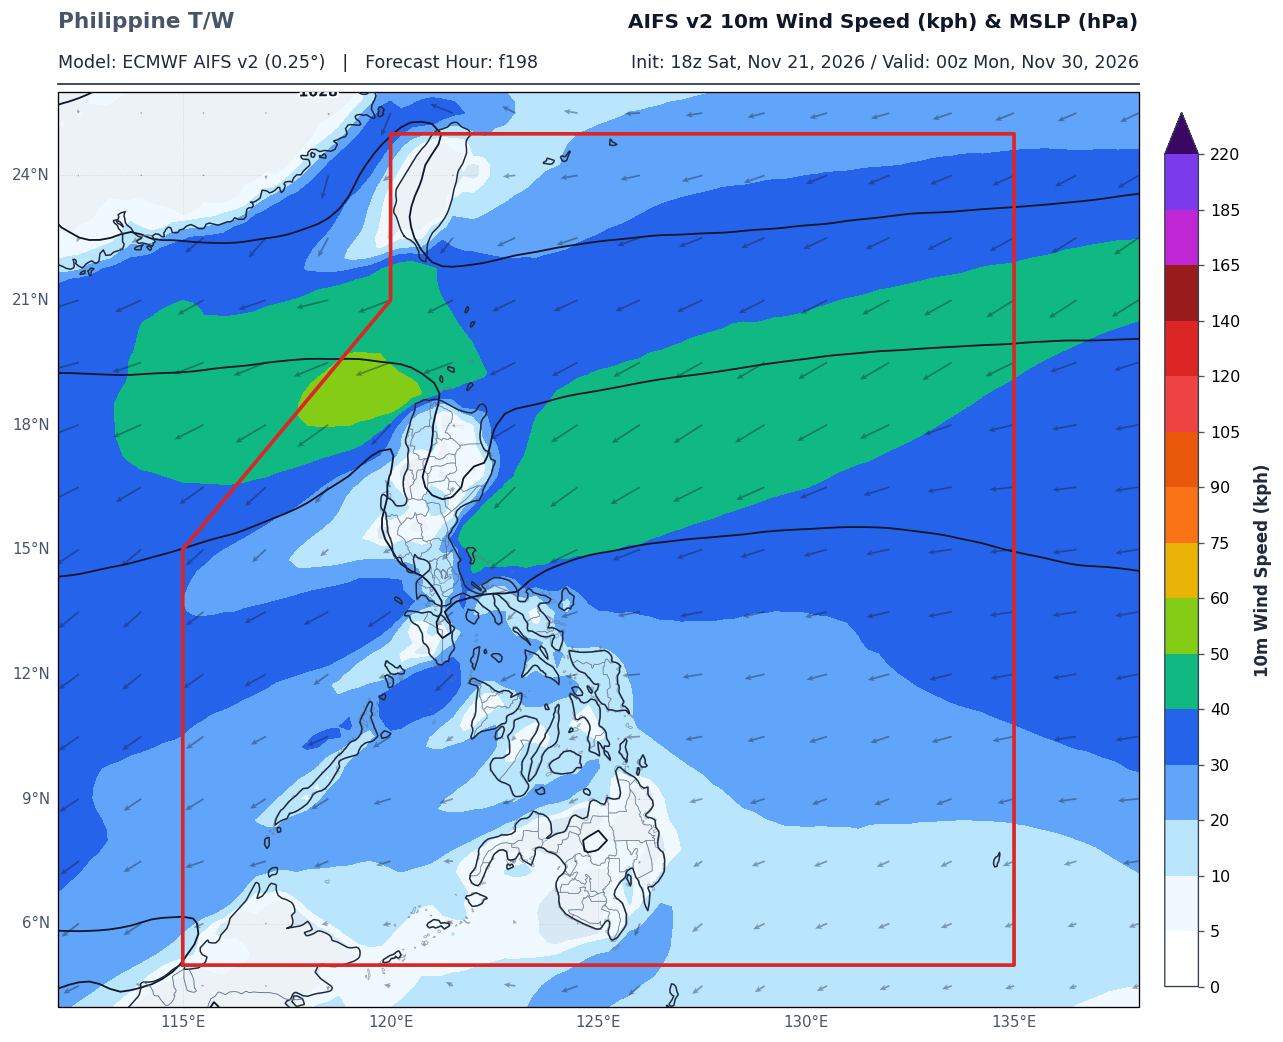 Philippine T/W
AIFS v2 10m Wind Speed (kph) & MSLP (hPa)
Model: ECMWF AIFS v2 (0.25°) | Forecast Hour: f198
Init: 18z Sat, Nov 21, 2026 / Valid: 00z Mon, Nov 30, 2026
1028
24°N
21°N
18°N
15°N
12°N
9°N
6°N
115°E
120°E
125°E
130°E
135°E
220
185
165
140
120
105
90
75
60
50
40
30
20
10
5
0
10m Wind Speed (kph)